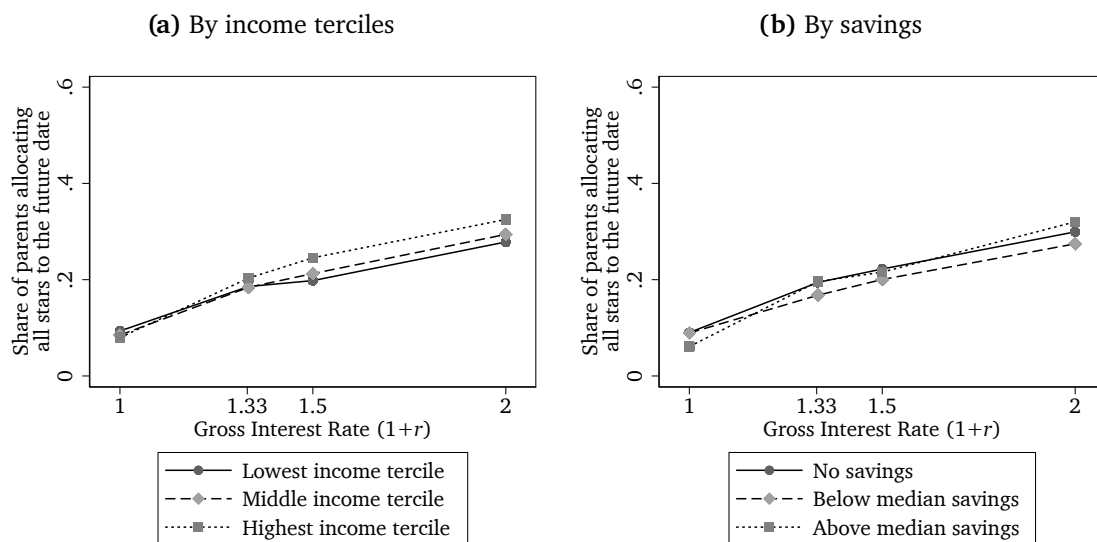 (a) By income terciles
Share of parents allocating
all stars to the future date
.6
.4
.2
0
1
1.33
1.5
2
Gross Interest Rate (1+r)
Lowest income tercile
Middle income tercile
Highest income tercile
(b) By savings
Share of parents allocating
all stars to the future date
.6
.4
.2
0
1
1.33
1.5
2
Gross Interest Rate (1+r)
No savings
Below median savings
Above median savings